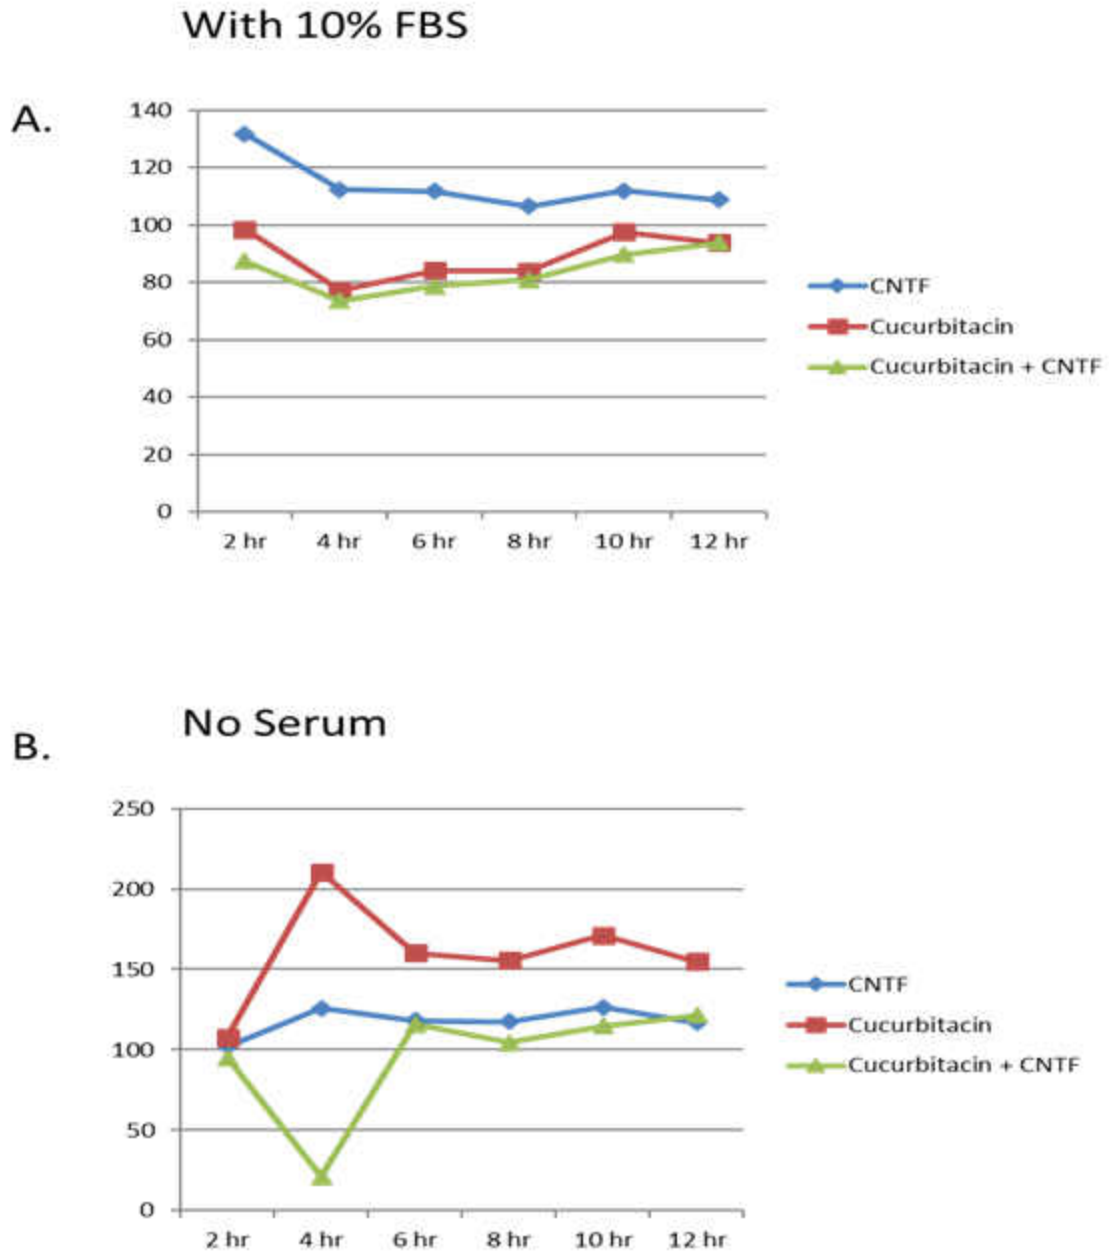 With 10% FBS
A.
140
120
100
80
60
40
20
0
2 hr 4 hr 6 hr 8 hr 10 hr 12 hr
CNTF
Cucurbitacin
Cucurbitacin + CNTF
No Serum
B.
250
200
150
100
50
0
2 hr 4 hr 6 hr 8 hr 10 hr 12 hr
CNTF
Cucurbitacin
Cucurbitacin + CNTF